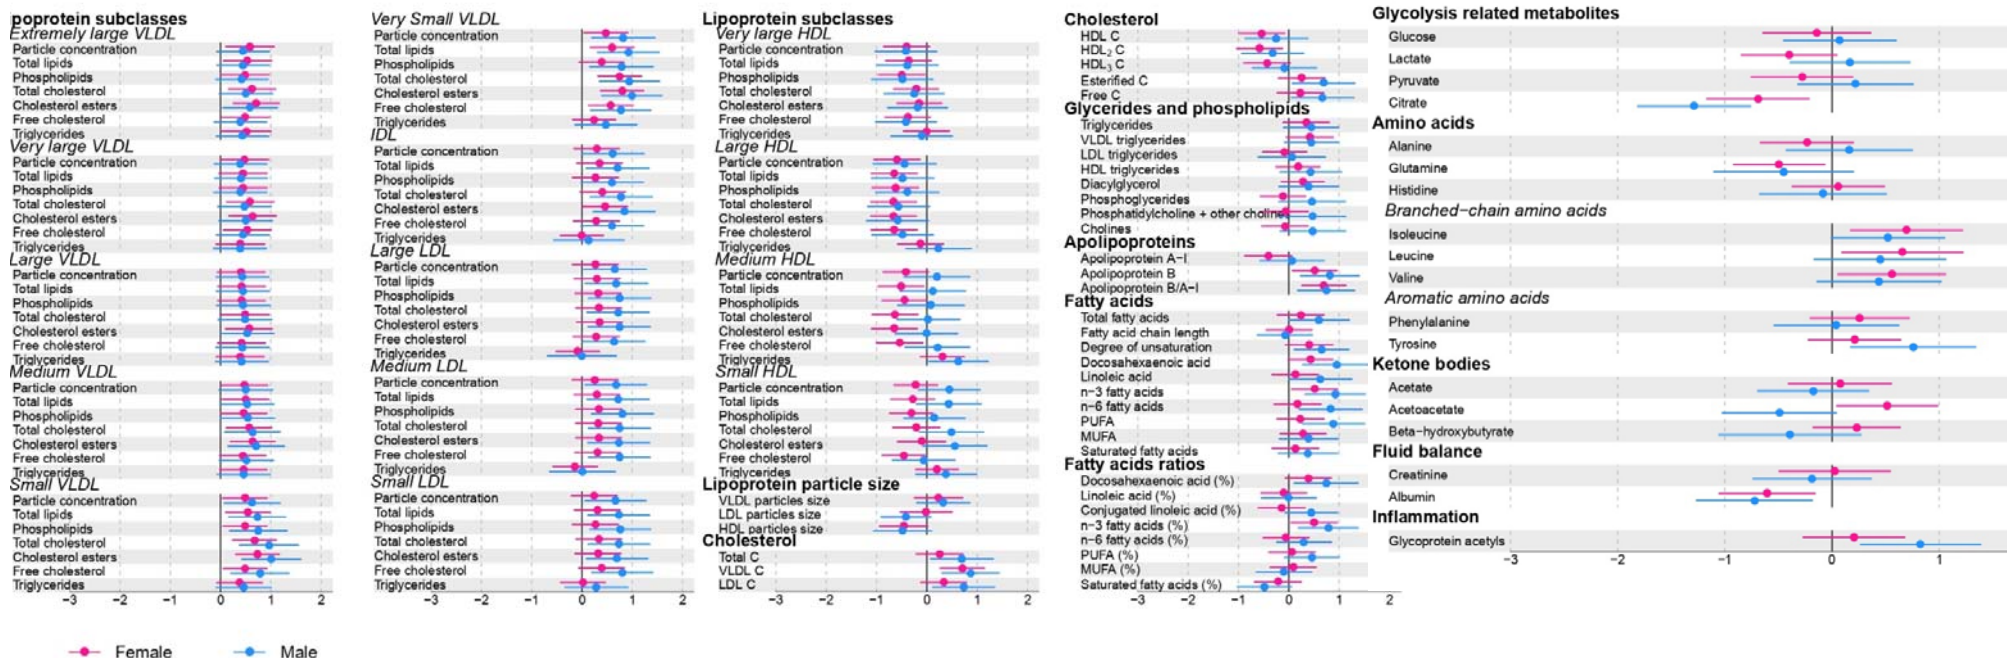 poprotein subclasses
Extremely large VLDL
Particle concentration
Total lipids
Phospholipids
Total cholesterol
Cholesterol esters
Free cholesterol
Triglycerides
Very large VLDL
Particle concentration
Total lipids
Phospholipids
Total cholesterol
Cholesterol esters
Free cholesterol
Triglycerides
Large VLDL
Particle concentration
Total lipids
Phospholipids
Total cholesterol
Cholesterol esters
Free cholesterol
Triglycerides
Medium VLDL
Particle concentration
Total lipids
Phospholipids
Total cholesterol
Cholesterol esters
Free cholesterol
Triglycerides
Small VLDL
Particle concentration
Total lipids
Phospholipids
Total cholesterol
Cholesterol esters
Free cholesterol
Triglycerides
−3 −2 −1 0 1 2
Very Small VLDL
Particle concentration
Total lipids
Phospholipids
Total cholesterol
Cholesterol esters
Free cholesterol
Triglycerides
IDL
Particle concentration
Total lipids
Phospholipids
Total cholesterol
Cholesterol esters
Free cholesterol
Triglycerides
Large LDL
Particle concentration
Total lipids
Phospholipids
Total cholesterol
Cholesterol esters
Free cholesterol
Triglycerides
Medium LDL
Particle concentration
Total lipids
Phospholipids
Total cholesterol
Cholesterol esters
Free cholesterol
Triglycerides
Small LDL
Particle concentration
Total lipids
Phospholipids
Total cholesterol
Cholesterol esters
Free cholesterol
Triglycerides
−3 −2 −1 0 1 2
Lipoprotein subclasses
Very large HDL
Particle concentration
Total lipids
Phospholipids
Total cholesterol
Cholesterol esters
Free cholesterol
Triglycerides
Large HDL
Particle concentration
Total lipids
Phospholipids
Total cholesterol
Cholesterol esters
Free cholesterol
Triglycerides
Medium HDL
Particle concentration
Total lipids
Phospholipids
Total cholesterol
Cholesterol esters
Free cholesterol
Triglycerides
Small HDL
Particle concentration
Total lipids
Phospholipids
Total cholesterol
Cholesterol esters
Free cholesterol
Triglycerides
Lipoprotein particle size
VLDL particles size
LDL particles size
HDL particles size
Cholesterol
Total C
VLDL C
LDL C
−3 −2 −1 0 1 2
Cholesterol
HDL C
HDL₂ C
HDL₃ C
Esterified C
Free C
Glycerides and phospholipids
Triglycerides
VLDL triglycerides
LDL triglycerides
HDL triglycerides
Diacylglycerol
Phosphoglycerides
Phosphatidylcholine + other cholines
Cholines
Apolipoproteins
Apolipoprotein A−I
Apolipoprotein B
Apolipoprotein B/A−I
Fatty acids
Total fatty acids
Fatty acid chain length
Degree of unsaturation
Docosahexaenoic acid
Linoleic acid
n−3 fatty acids
n−6 fatty acids
PUFA
MUFA
Saturated fatty acids
Fatty acids ratios
Docosahexaenoic acid (%)
Linoleic acid (%)
Conjugated linoleic acid (%)
n−3 fatty acids (%)
n−6 fatty acids (%)
PUFA (%)
MUFA (%)
Saturated fatty acids (%)
−3 −2 −1 0 1 2
Glycolysis related metabolites
Glucose
Lactate
Pyruvate
Citrate
Amino acids
Alanine
Glutamine
Histidine
Branched−chain amino acids
Isoleucine
Leucine
Valine
Aromatic amino acids
Phenylalanine
Tyrosine
Ketone bodies
Acetate
Acetoacetate
Beta−hydroxybutyrate
Fluid balance
Creatinine
Albumin
Inflammation
Glycoprotein acetyls
−3 −2 −1 0 1
Female Male